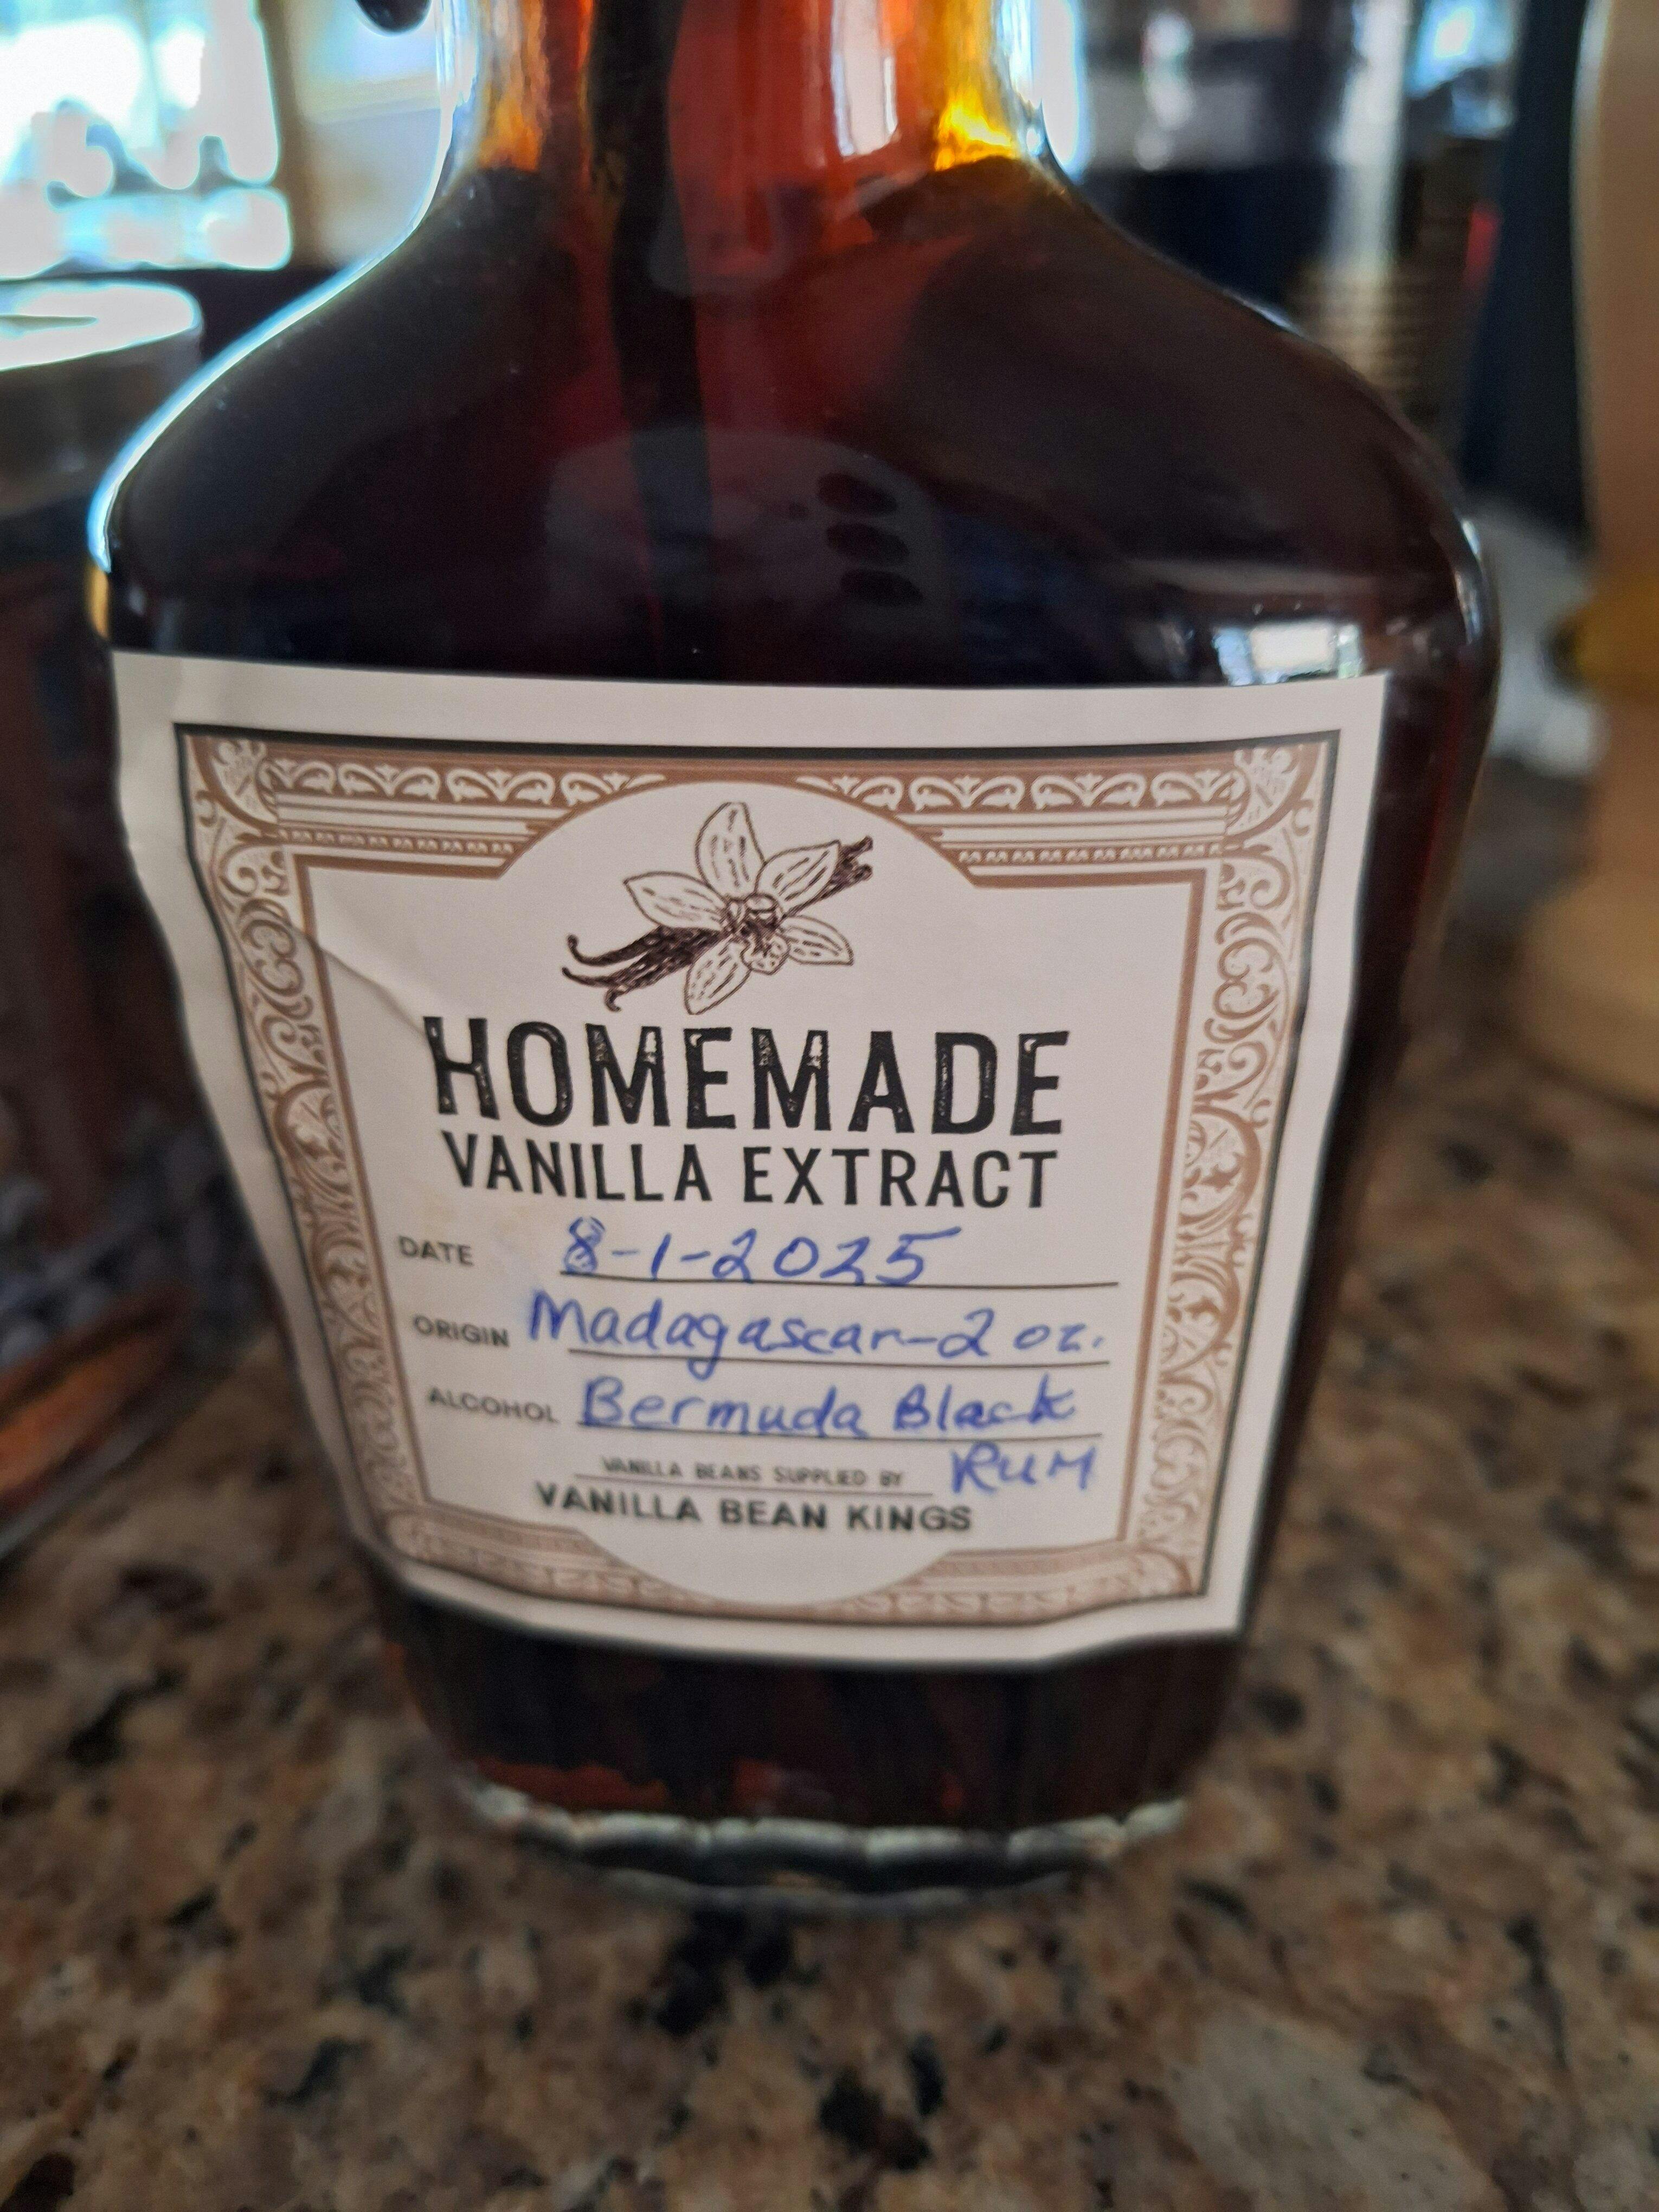 HOMEMADE
VANILLA EXTRACT
DATE 8-1-2025
ORIGIN Madagascar-2 oz.
ALCOHOL Bermuda Black
RUM
VANILLA BEANS SUPPLIED BY
VANILLA BEAN KINGS